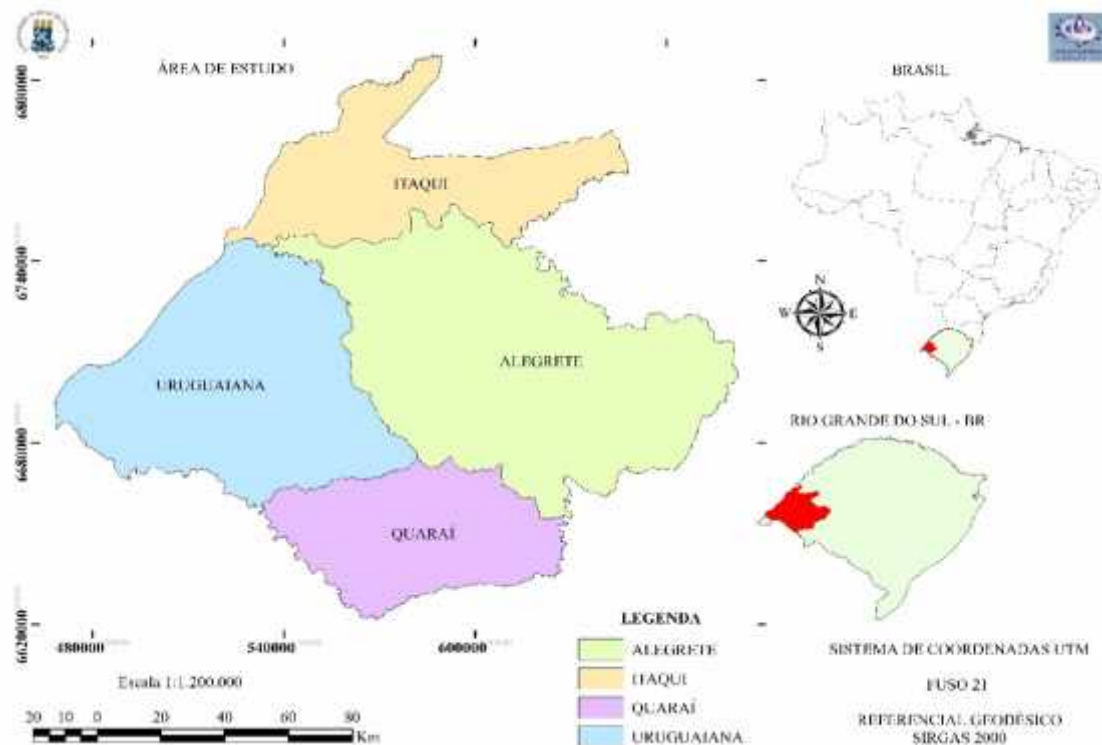 ÁREA DE ESTUDO
BRASIL
6800000
6740000
6680000
6620000
ITAQUI
ALEGRETE
URUGUAIANA
QUARAÍ
N
W E
S
RIO GRANDE DO SUL - BR
480000 540000 600000
Escala 1:1.200.000
20 10 0 20 40 60 80
Km
LEGENDA
ALEGRETE
ITAQUI
QUARAÍ
URUGUAIANA
SISTEMA DE COORDENADAS UTM
FUSO 21
REFERENCIAL GEODÉSICO
SIRGAS 2000